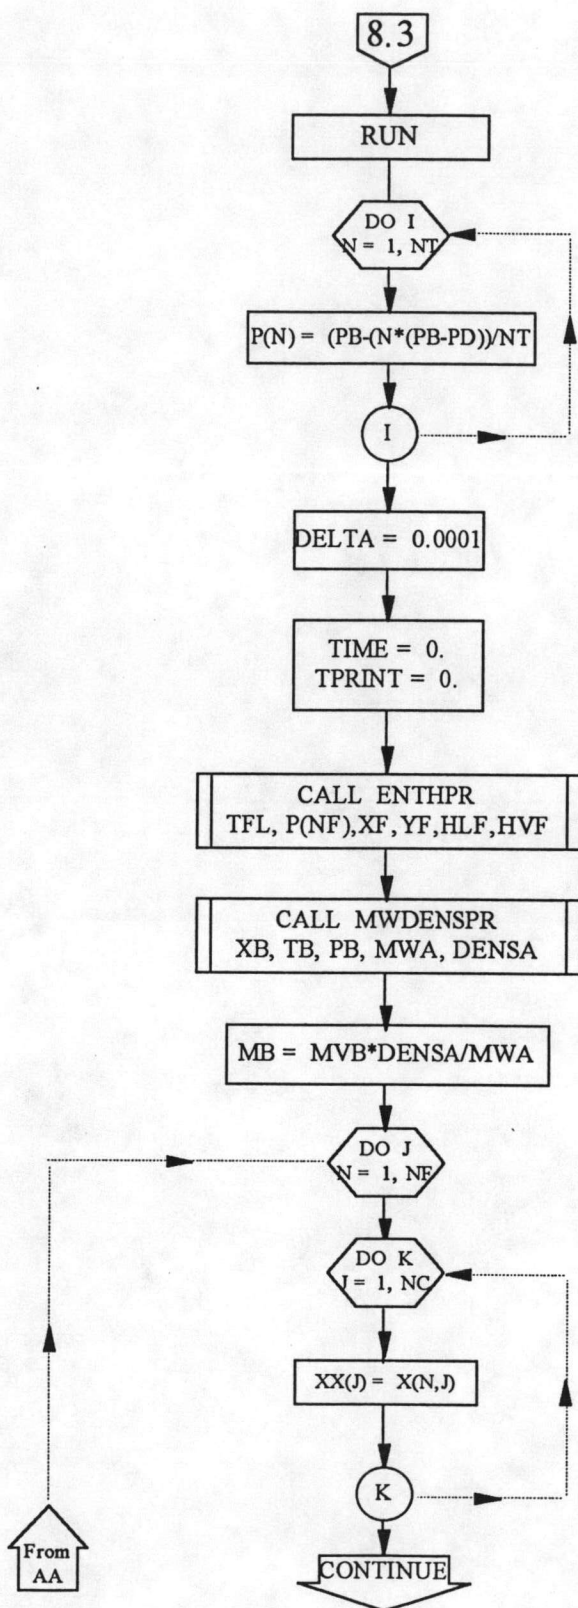 8.3
RUN
DO I
N = 1, NT
P(N) = (PB-(N*(PB-PD))/NT
I
DELTA = 0.0001
TIME = 0.
TPRINT = 0.
CALL ENTHPR
TFL, P(NF),XF, YF,HLF,HVF
CALL MWDENSPR
XB, TB, PB, MWA, DENSA
MB = MVB*DENSA/MWA
DO J
N = 1, NF
DO K
J = 1, NC
XX(J) = X(N,J)
K
From
AA
CONTINUE